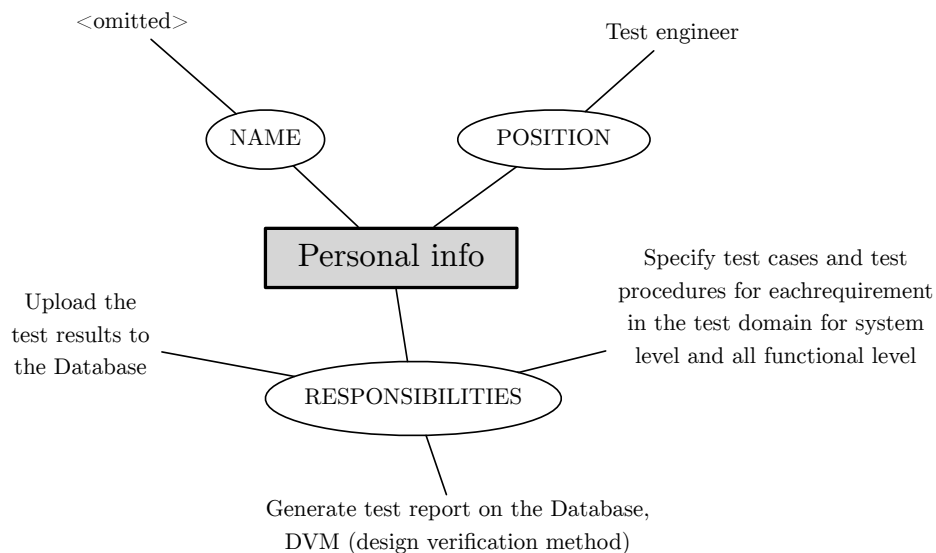 <omitted>
Test engineer
NAME
POSITION
Personal info
Specify test cases and test
procedures for eachrequirement
in the test domain for system
level and all functional level
Upload the
test results to
the Database
RESPONSIBILITIES
Generate test report on the Database,
DVM (design verification method)